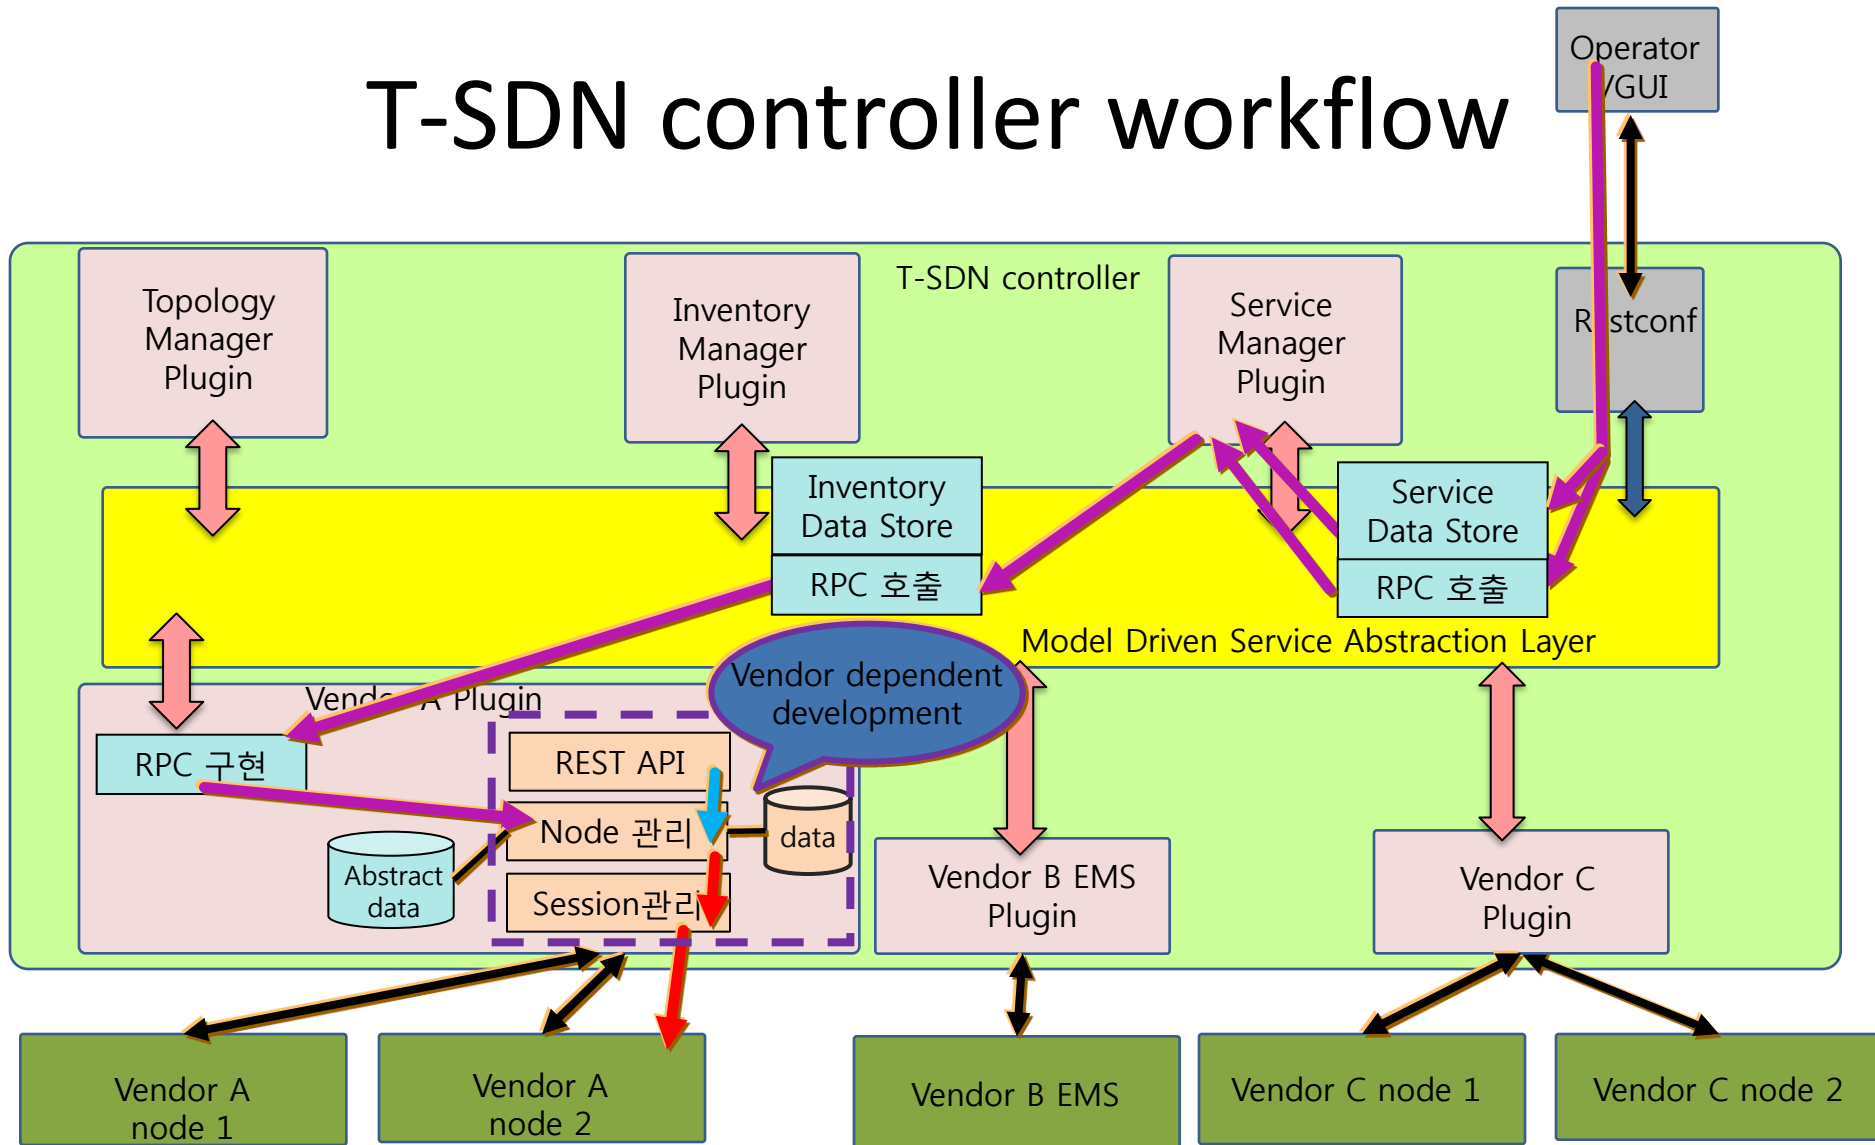 T-SDN controller workflow
Operator
/GUI
T-SDN controller
Topology
Manager
Plugin
Inventory
Manager
Plugin
Service
Manager
Plugin
Restconf
Inventory
Data Store
RPC 호출
Service
Data Store
RPC 호출
Model Driven Service Abstraction Layer
Vendor A Plugin
Vendor dependent
development
RPC 구현
REST API
Node 관리
Session관리
data
Abstract
data
Vendor B EMS
Plugin
Vendor C
Plugin
Vendor A
node 1
Vendor A
node 2
Vendor B EMS
Vendor C node 1
Vendor C node 2